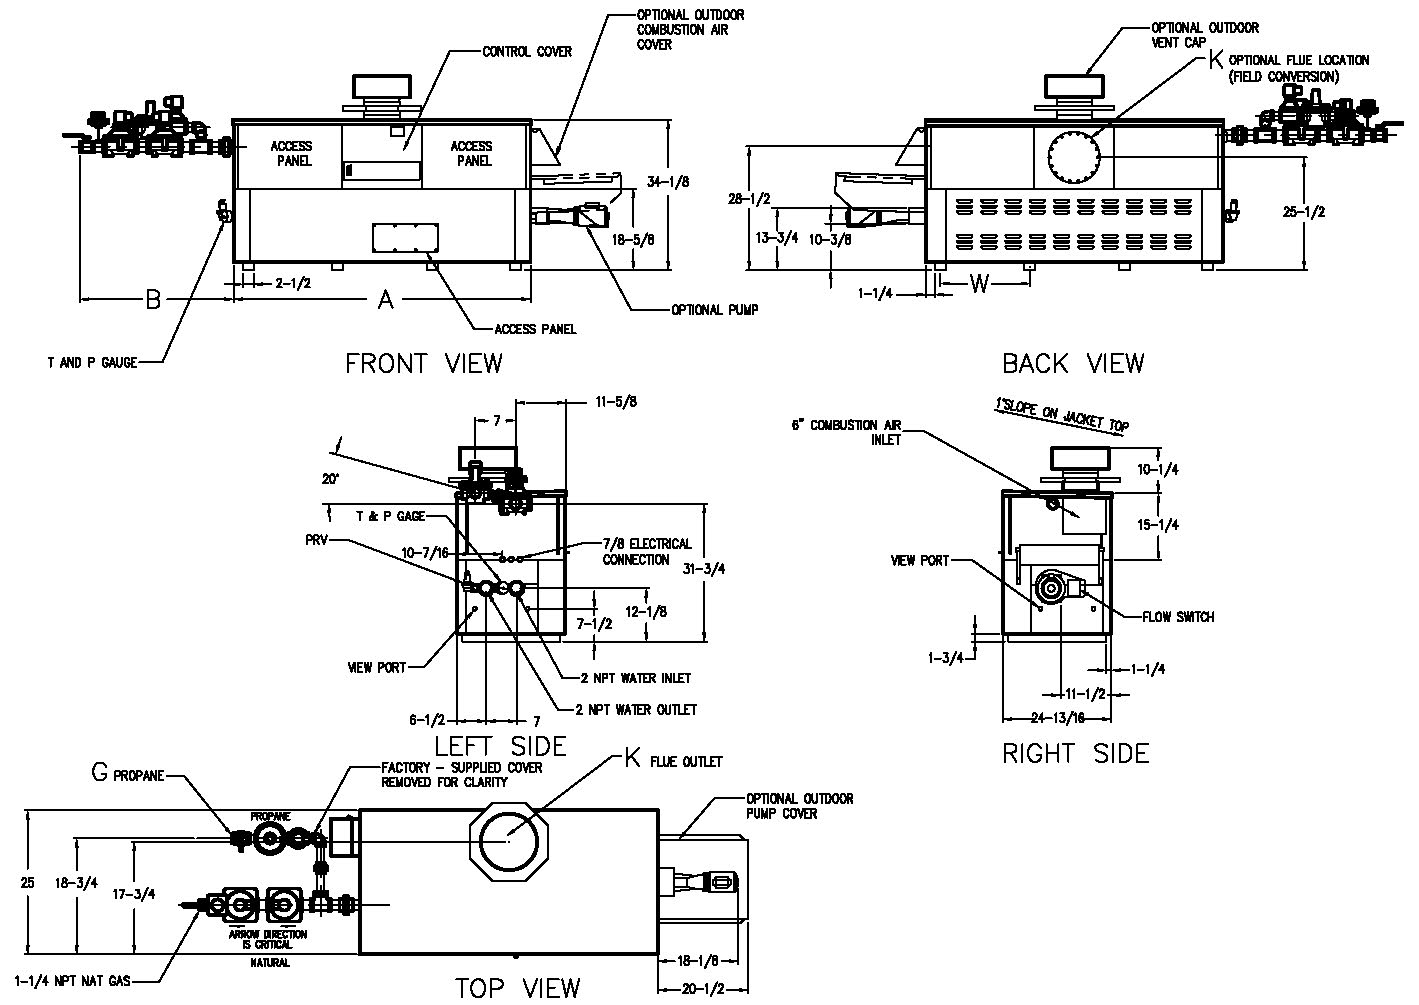 OPTIONAL OUTDOOR
COMBUSTION AIR
COVER
CONTROL COVER
ACCESS
PANEL
ACCESS
PANEL
34-1/8
18-5/8
2-1/2
B
A
OPTIONAL PUMP
ACCESS PANEL
T AND P GAUGE
FRONT VIEW
OPTIONAL OUTDOOR
VENT CAP
K OPTIONAL FLUE LOCATION
(FIELD CONVERSION)
28-1/2
13-3/4
10-3/8
25-1/2
1-1/4
W
BACK VIEW
11-5/8
7
20°
T & P GAGE
PRV
10-7/16
7/8 ELECTRICAL
CONNECTION
31-3/4
12-1/8
7-1/2
VIEW PORT
2 NPT WATER INLET
2 NPT WATER OUTLET
6-1/2
7
LEFT SIDE
1"SLOPE ON JACKET TOP
6" COMBUSTION AIR
INLET
10-1/4
15-1/4
VIEW PORT
FLOW SWITCH
1-3/4
1-1/4
11-1/2
24-13/16
RIGHT SIDE
G PROPANE
FACTORY - SUPPLIED COVER
REMOVED FOR CLARITY
K FLUE OUTLET
OPTIONAL OUTDOOR
PUMP COVER
PROPANE
25
18-3/4
17-3/4
ARROW DIRECTION
IS CRITICAL
NATURAL
1-1/4 NPT NAT GAS
18-1/8
20-1/2
TOP VIEW